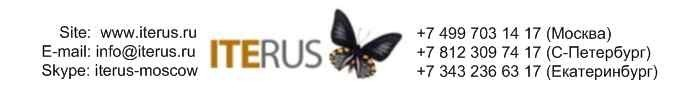 Site: www.iterus.ru
E-mail: info@iterus.ru
Skype: iterus-moscow
ITERUS
+7 499 703 14 17 (Москва)
+7 812 309 74 17 (С-Петербург)
+7 343 236 63 17 (Екатеринбург)